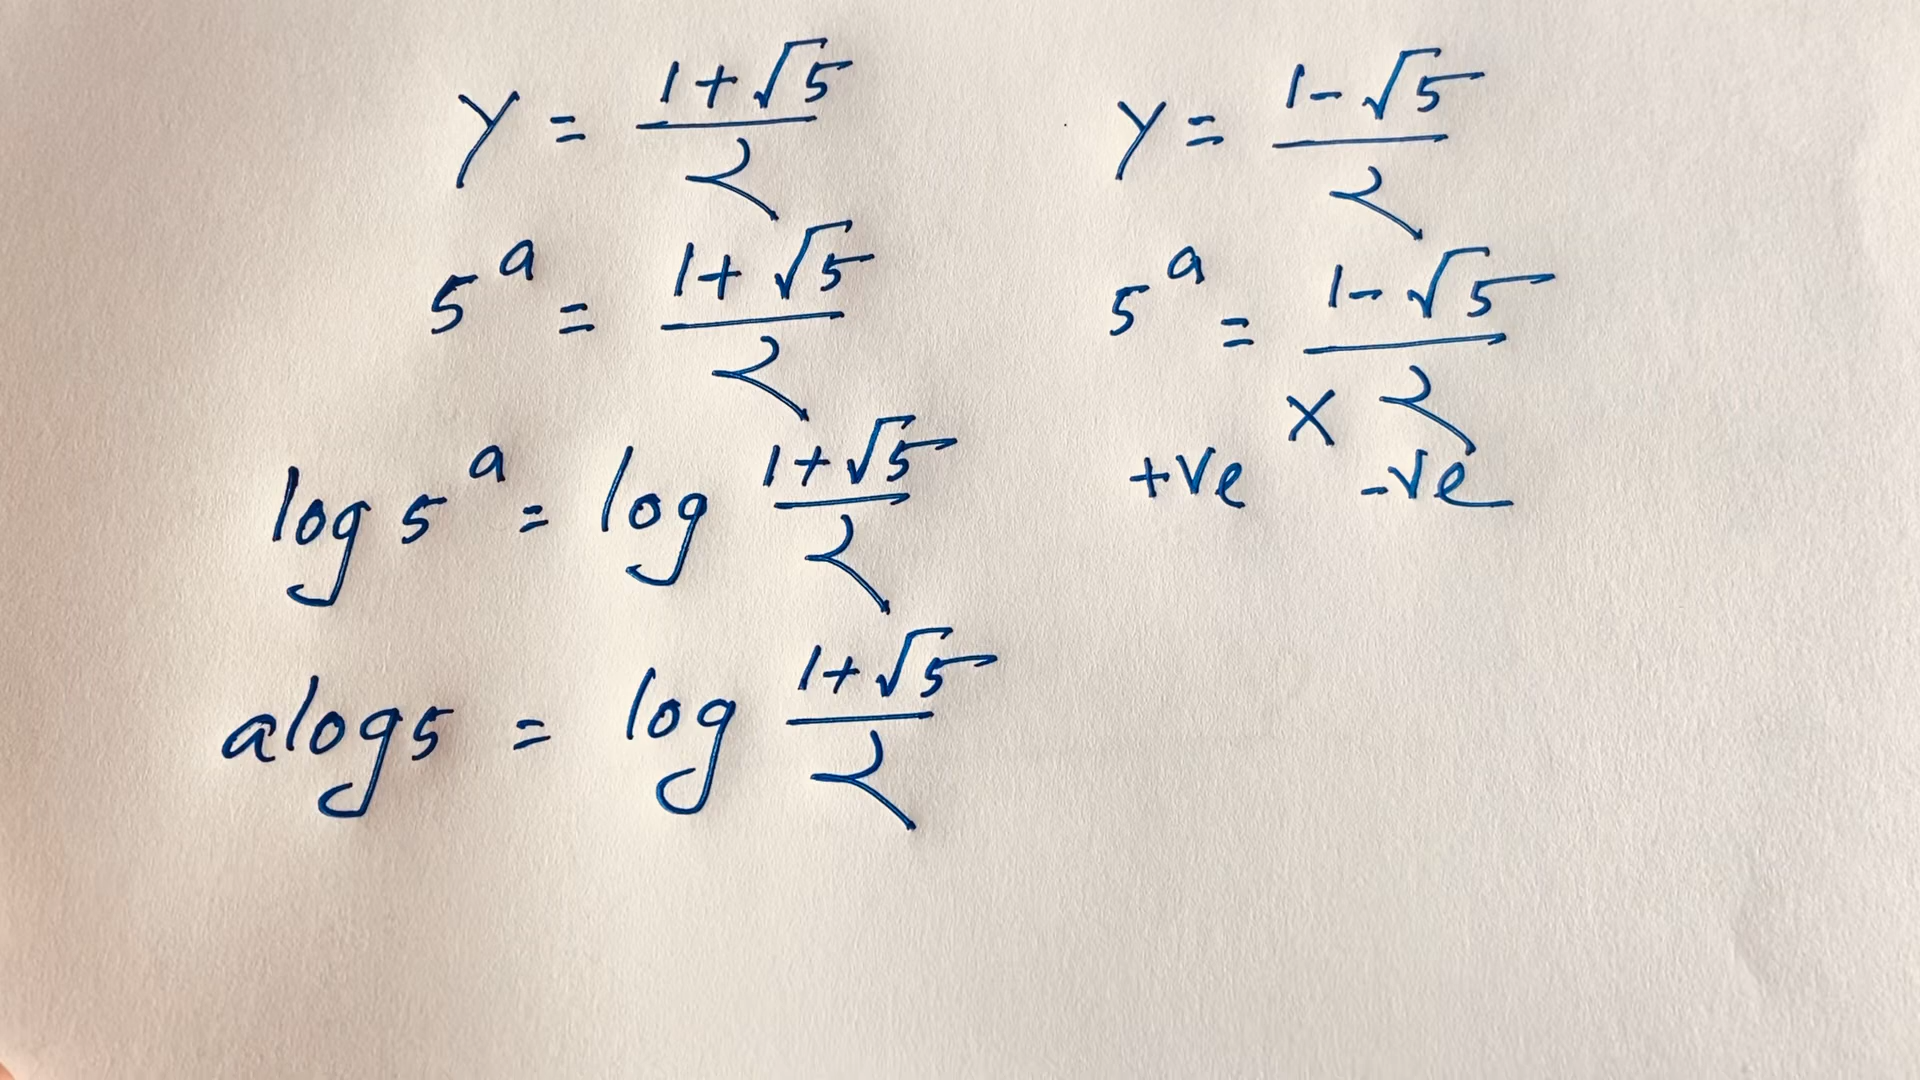 y = (1+√5)/2
5^a = (1+√5)/2
log 5^a = log (1+√5)/2
alog5 = log (1+√5)/2
y = (1-√5)/2
5^a = (1-√5)/2
x
+ve -ve